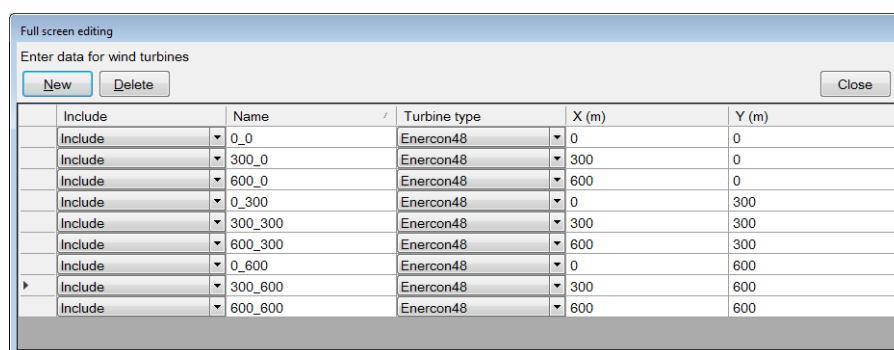 Full screen editing
Enter data for wind turbines
New Delete Close
Include Name Turbine type X (m) Y (m)
Include 0_0 Enercon48 0 0
Include 300_0 Enercon48 300 0
Include 600_0 Enercon48 600 0
Include 0_300 Enercon48 0 300
Include 300_300 Enercon48 300 300
Include 600_300 Enercon48 600 300
Include 0_600 Enercon48 0 600
Include 300_600 Enercon48 300 600
Include 600_600 Enercon48 600 600